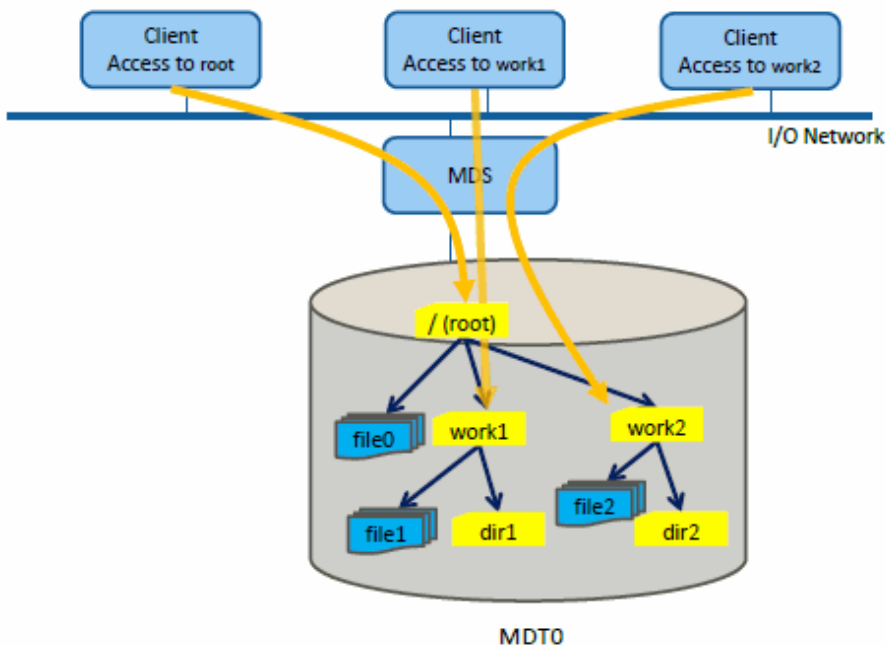 Client
Access to root
Client
Access to work1
Client
Access to work2
I/O Network
MDS
/ (root)
file0
work1
work2
file1
dir1
file2
dir2
MDT0